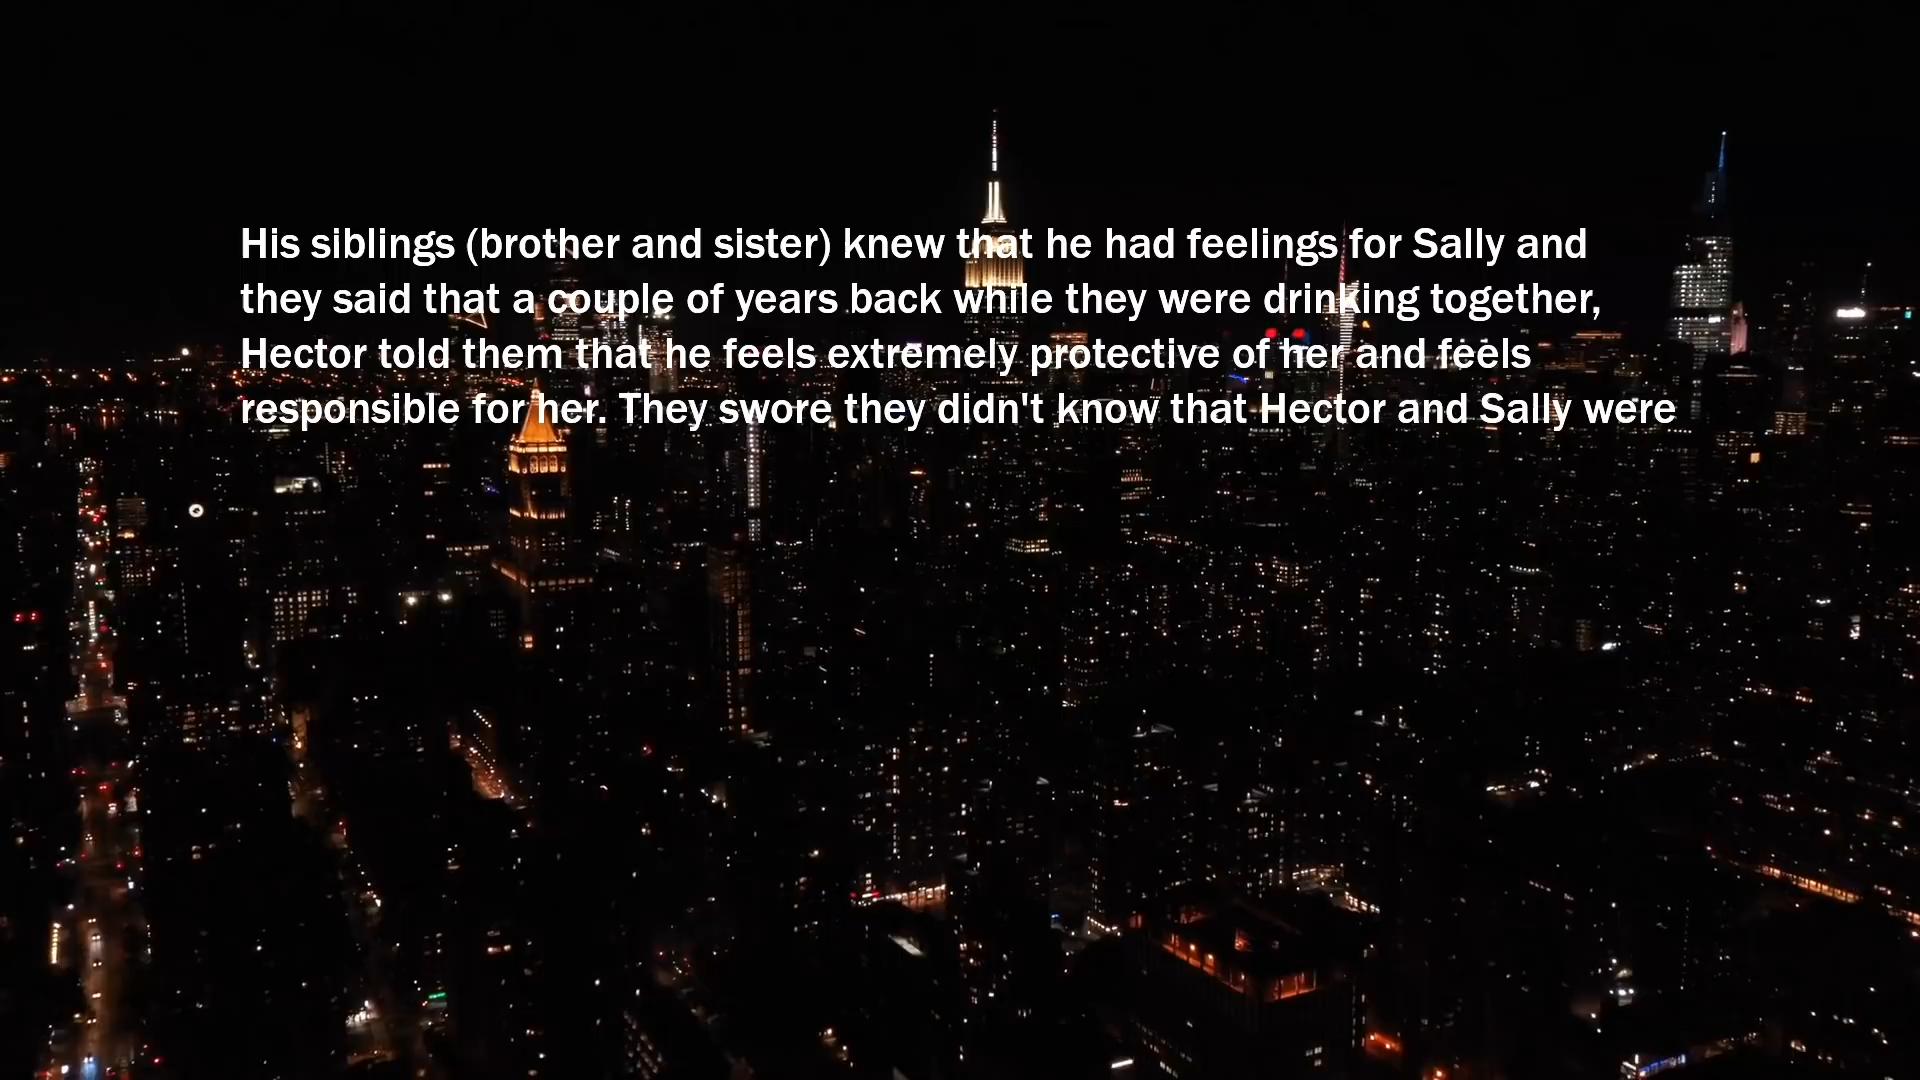 His siblings (brother and sister) knew that he had feelings for Sally and
they said that a couple of years back while they were drinking together,
Hector told them that he feels extremely protective of her and feels
responsible for her. They swore they didn't know that Hector and Sally were